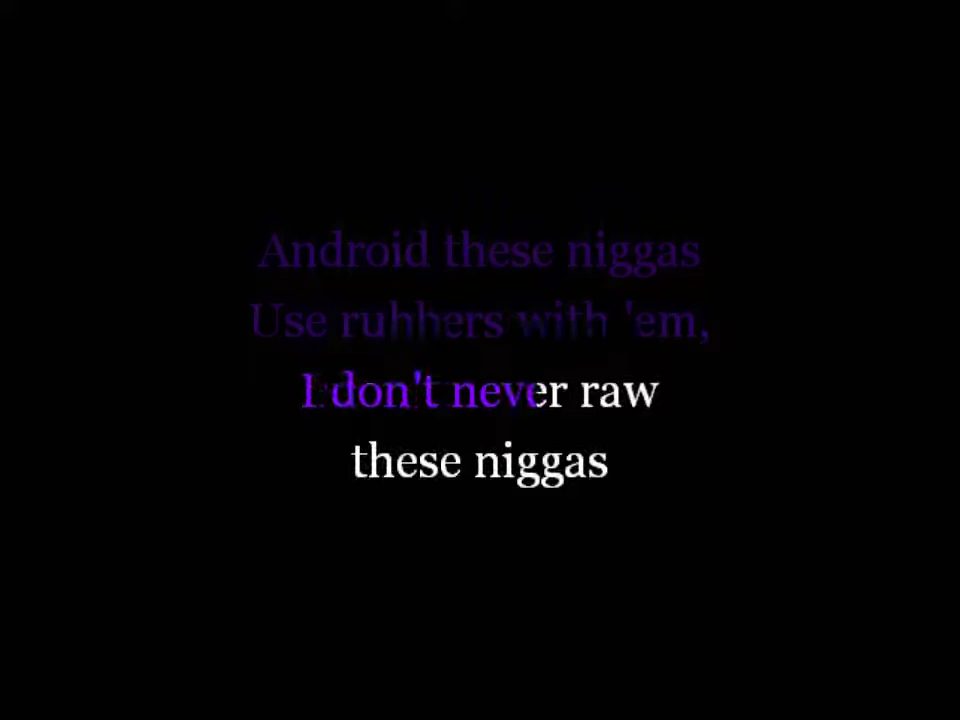 Android these niggas
Use rubbers with 'em,
I don't never raw
these niggas